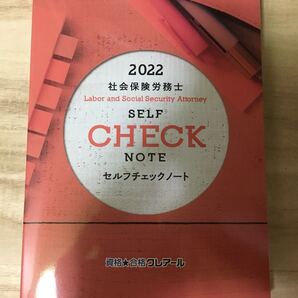 2022
社会保険労務士
Labor and Social Security Attorney
SELF
CHECK
NOTE
セルフチェックノート
資格★合格クレアール